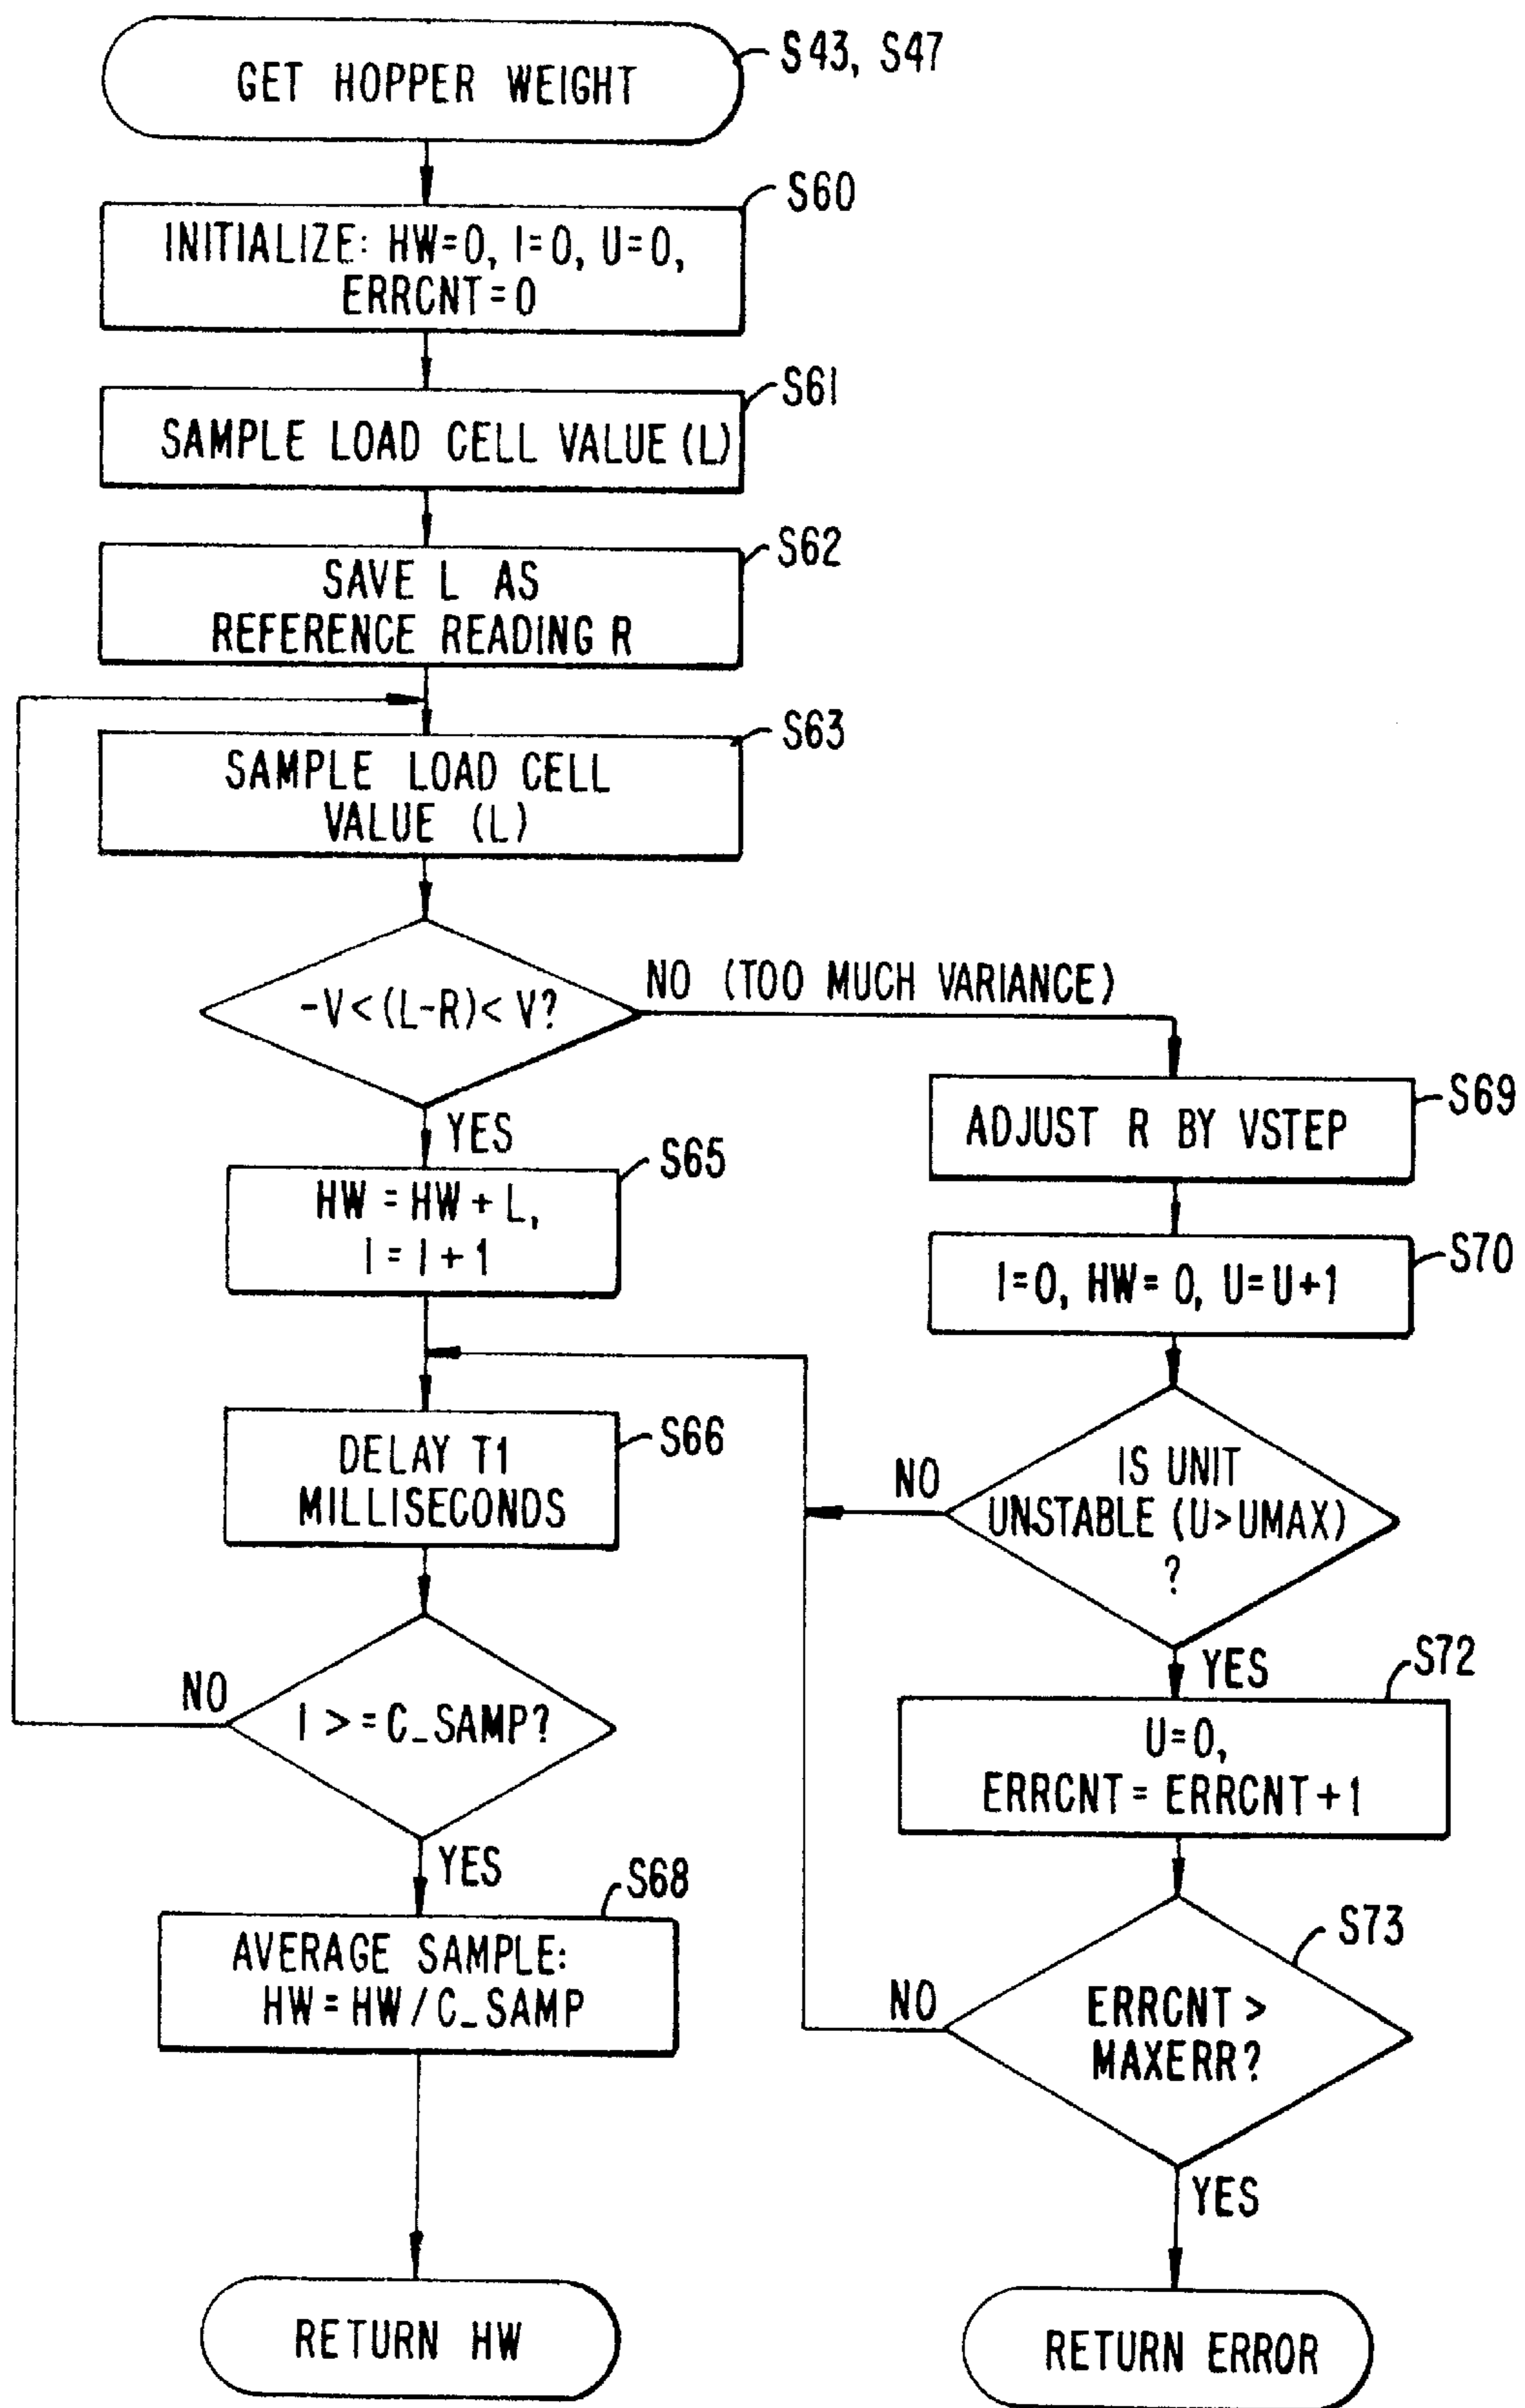 GET HOPPER WEIGHT
S43, S47
S60
INITIALIZE: HW=0, I=0, U=0,
ERRCNT=0
S61
SAMPLE LOAD CELL VALUE (L)
S62
SAVE L AS
REFERENCE READING R
S63
SAMPLE LOAD CELL
VALUE (L)
-V<(L-R)<V?
NO (TOO MUCH VARIANCE)
YES
S65
HW = HW + L,
I = I + 1
S66
DELAY T1
MILLISECONDS
NO
I >= C_SAMP?
YES
S68
AVERAGE SAMPLE:
HW = HW / C_SAMP
RETURN HW
S69
ADJUST R BY VSTEP
S70
I=0, HW=0, U=U+1
NO
IS UNIT
UNSTABLE (U>UMAX)
?
YES
S72
U=0,
ERRCNT = ERRCNT+1
S73
NO
ERRCNT >
MAXERR?
YES
RETURN ERROR